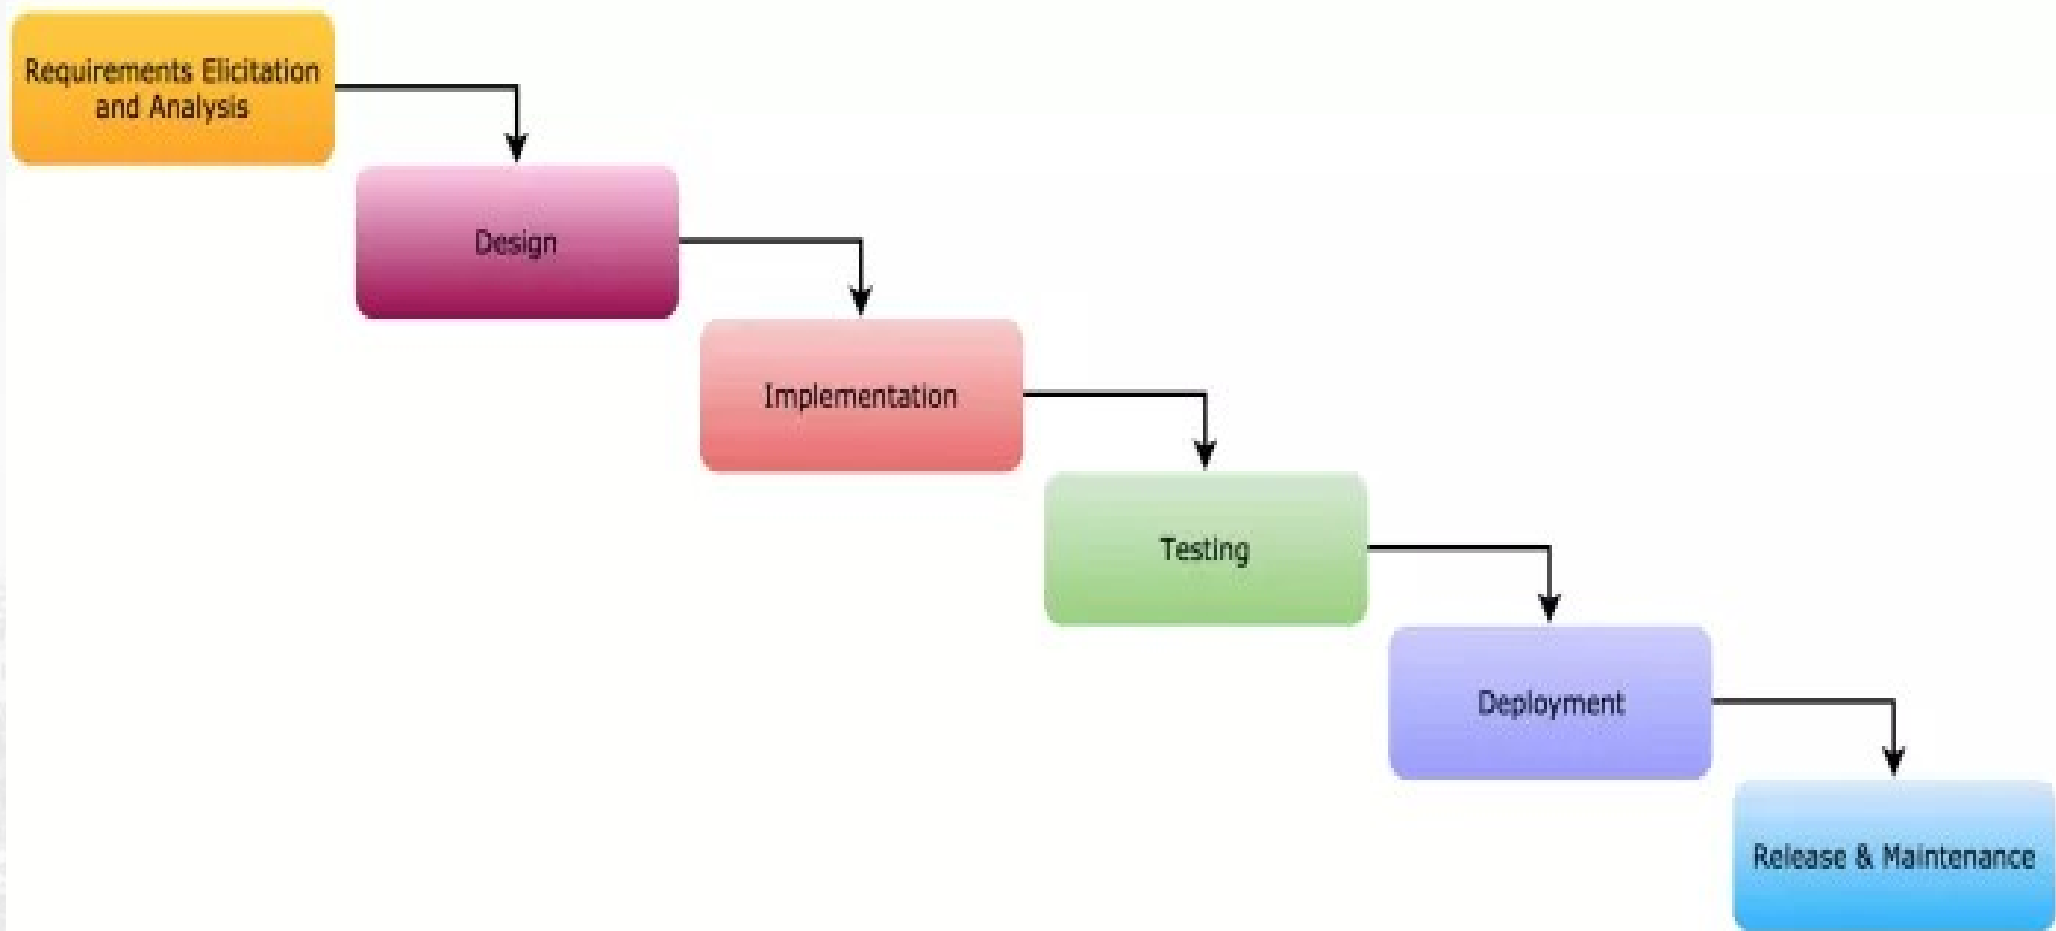 Requirements Elicitation
and Analysis
Design
Implementation
Testing
Deployment
Release & Maintenance